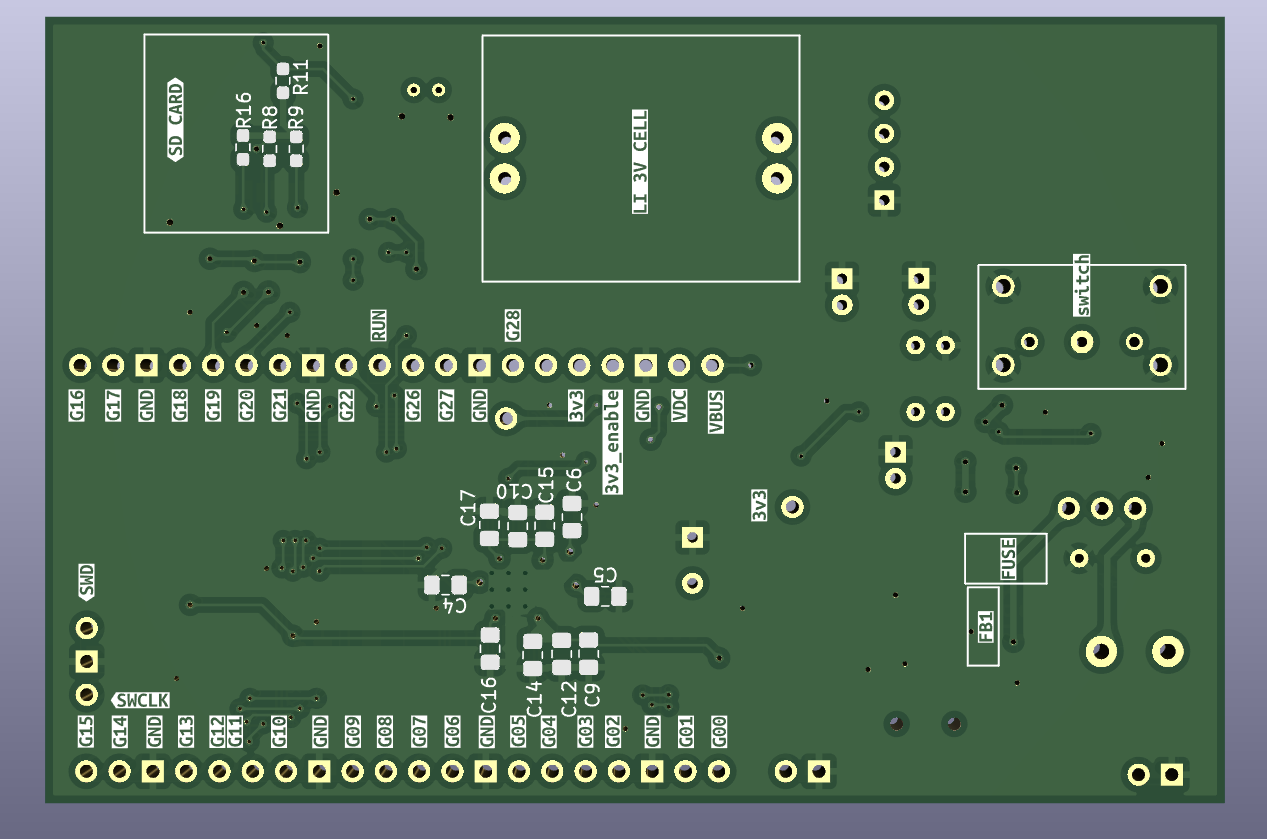 SD CARD
R16
R8
R9
R11
LI 3V CELL
switch
RUN
G28
G16
G17
GND
G18
G19
G20
G21
GND
G22
G26
G27
GND
3v3
3v3_enable
GND
VDC
VBUS
C17
C10
C15
C6
3v3
FUSE
SWD
C4
C5
FB1
SWCLK
C16
C14
C12
C9
G15
G14
GND
G13
G12
G11
G10
GND
G09
G08
G07
G06
GND
G05
G04
G03
G02
GND
G01
G00